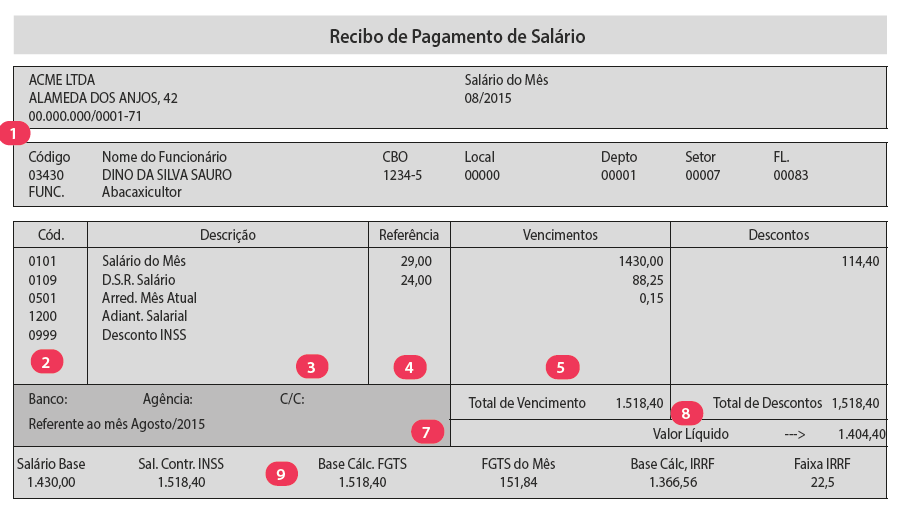 Recibo de Pagamento de Salário
ACME LTDA Salário do Mês
ALAMEDA DOS ANJOS, 42 08/2015
00.000.000/0001-71
1
Código Nome do Funcionário CBO Local Depto Setor FL.
03430 DINO DA SILVA SAURO 1234-5 00000 00001 00007 00083
FUNC. Abacaxicultor
Cód. Descrição Referência Vencimentos Descontos
0101 Salário do Mês 29,00 1430,00 114,40
0109 D.S.R. Salário 24,00 88,25
0501 Arred. Mês Atual 0,15
1200 Adiant. Salarial
0999 Desconto INSS
2 3 4 5
Banco: Agência: C/C: Total de Vencimento 1.518,40 8 Total de Descontos 1,518,40
Referente ao mês Agosto/2015 7 Valor Líquido ---> 1.404,40
Salário Base Sal. Contr. INSS 9 Base Cálc. FGTS FGTS do Mês Base Cálc, IRRF Faixa IRRF
1.430,00 1.518,40 1.518,40 151,84 1.366,56 22,5